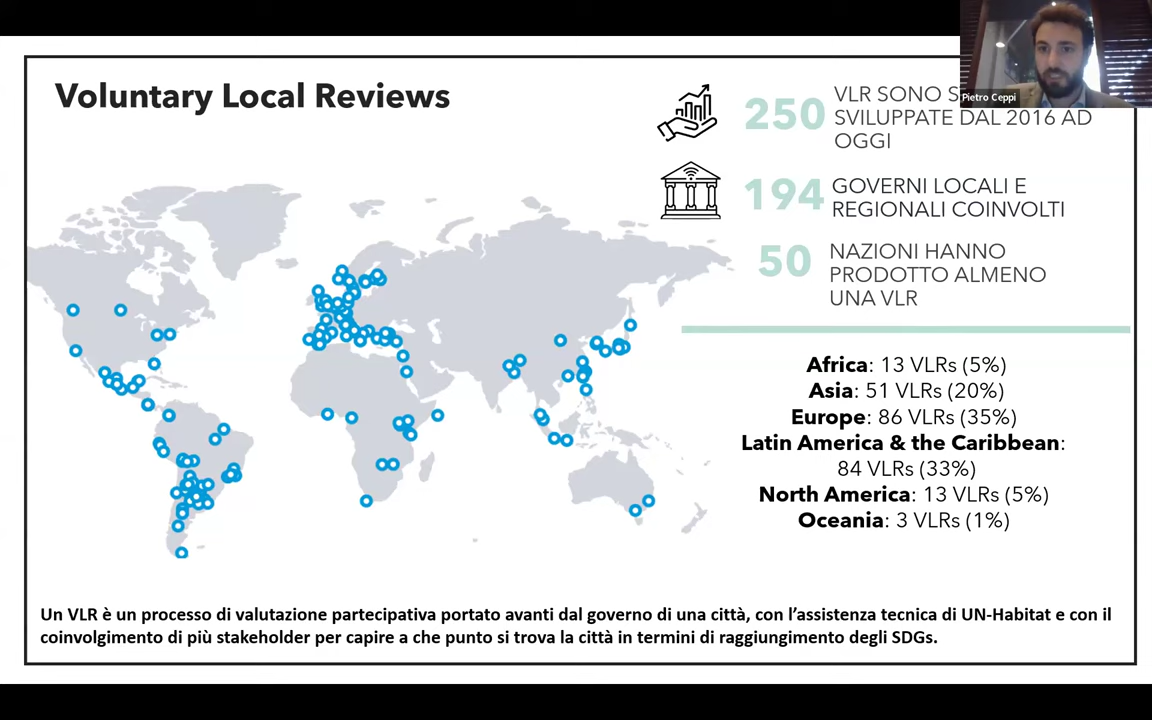 Voluntary Local Reviews
Pietro Ceppi
250
VLR SONO
SVILUPPATE DAL 2016 AD
OGGI
194
GOVERNI LOCALI E
REGIONALI COINVOLTI
50
NAZIONI HANNO
PRODOTTO ALMENO
UNA VLR
Africa: 13 VLRs (5%)
Asia: 51 VLRs (20%)
Europe: 86 VLRs (35%)
Latin America & the Caribbean:
84 VLRs (33%)
North America: 13 VLRs (5%)
Oceania: 3 VLRs (1%)
Un VLR è un processo di valutazione partecipativa portato avanti dal governo di una città, con l’assistenza tecnica di UN-Habitat e con il
coinvolgimento di più stakeholder per capire a che punto si trova la città in termini di raggiungimento degli SDGs.